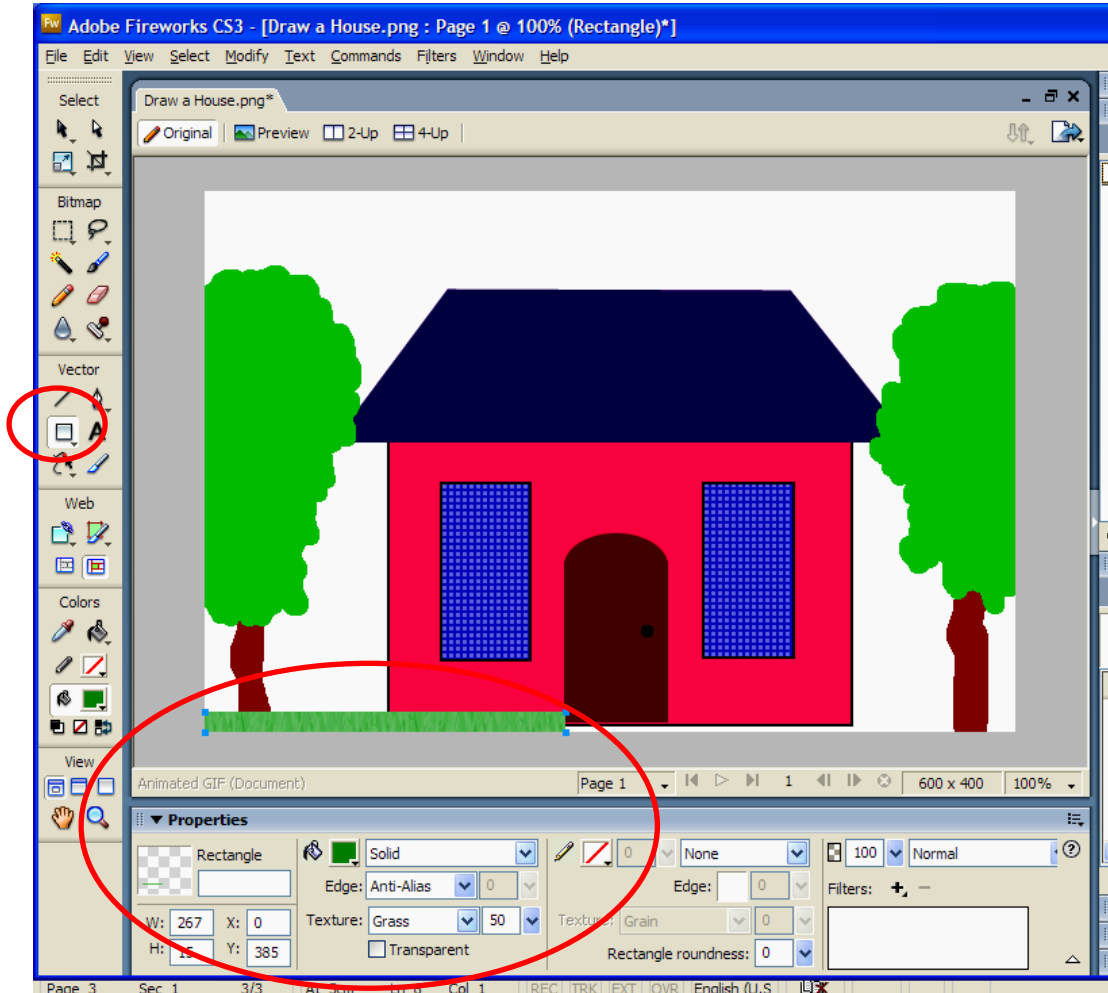 Fw Adobe Fireworks CS3 - [Draw a House.png : Page 1 @ 100% (Rectangle)*]
File Edit View Select Modify Text Commands Filters Window Help
Select
Draw a House.png*
Original Preview 2-Up 4-Up
Bitmap
Vector
A
Web
Colors
View
Animated GIF (Document)
Page 1
1
600 x 400
100%
Properties
Rectangle
Solid
0
None
100
Normal
Edge: Anti-Alias
0
Edge:
0
Filters:
W: 267 X: 0
Texture: Grass
50
Texture: Grain
0
H: 15 Y: 385
Transparent
Rectangle roundness: 0
Page 3 Sec 1 3/3 Col 1 REC TRK EXT OVR English (U.S